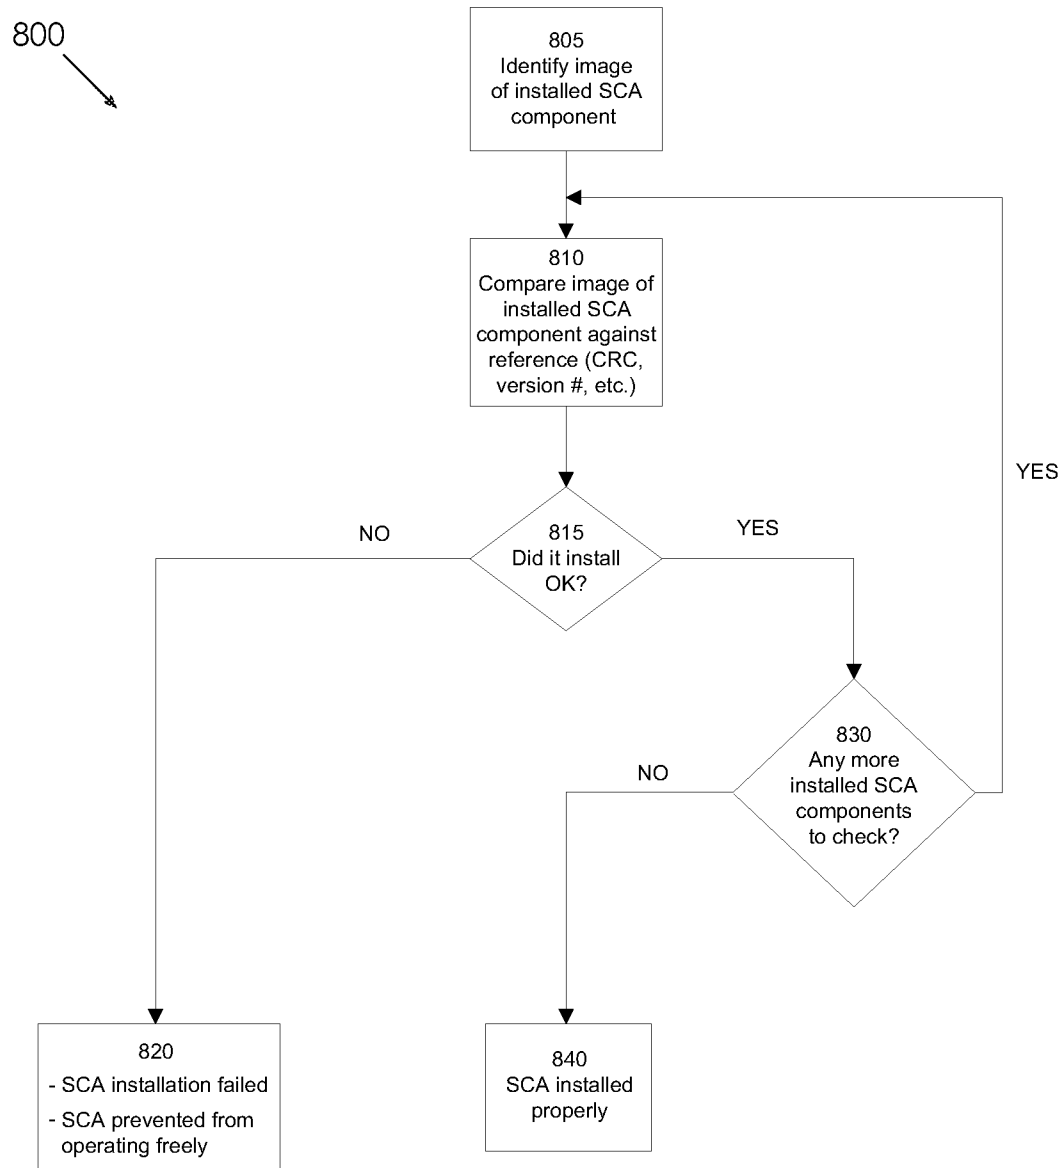 800
805
Identify image
of installed SCA
component
810
Compare image of
installed SCA
component against
reference (CRC,
version #, etc.)
YES
NO
815
Did it install
OK?
YES
830
Any more
installed SCA
components
to check?
NO
820
- SCA installation failed
- SCA prevented from
operating freely
840
SCA installed
properly